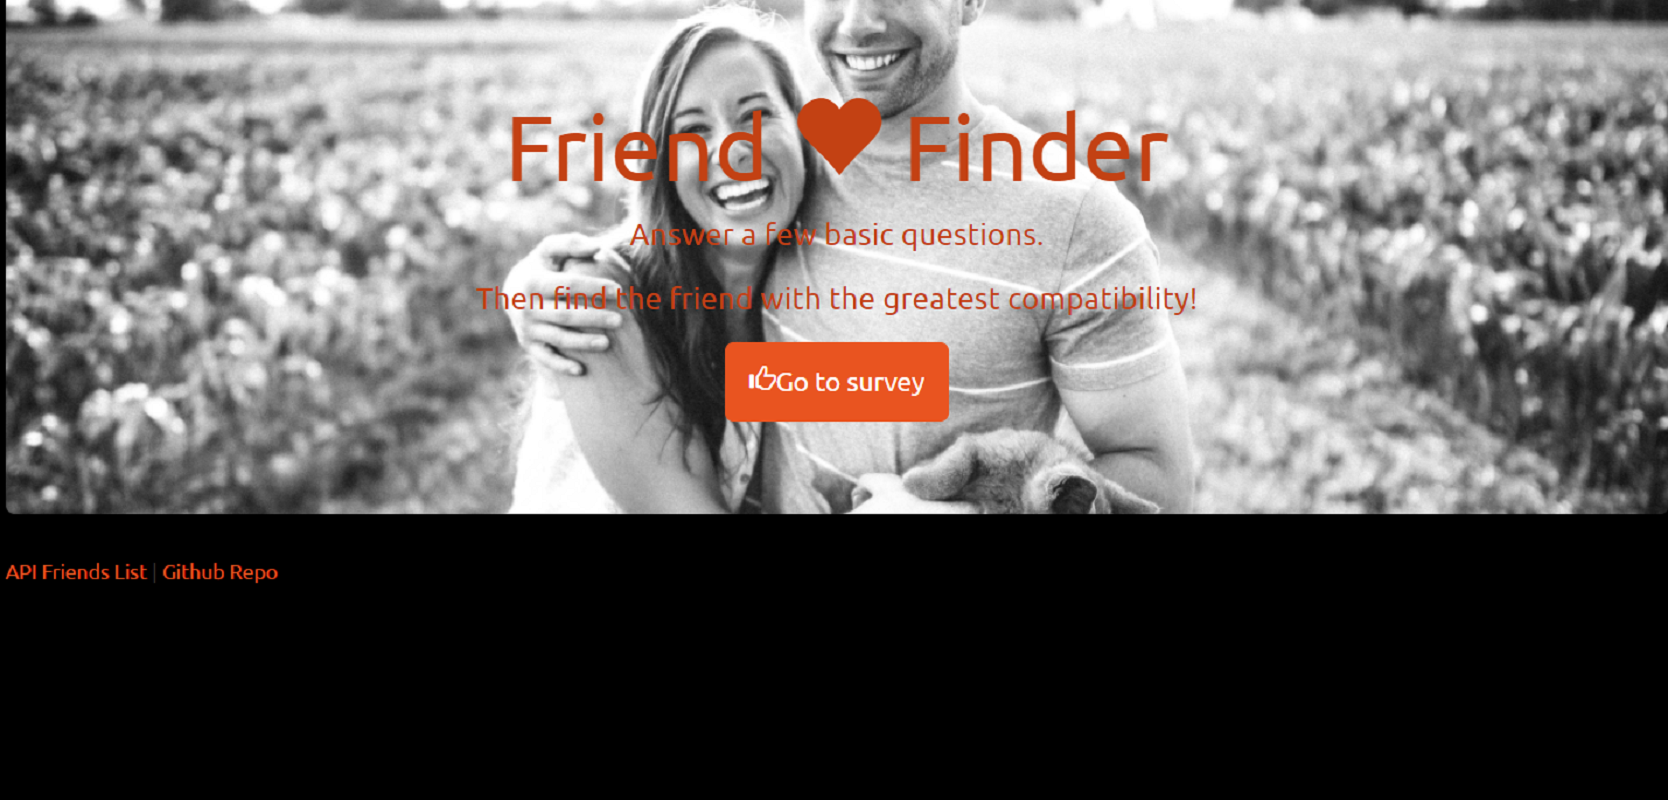 Friend Finder
Answer a few basic questions.
Then find the friend with the greatest compatibility!
Go to survey
API Friends List | Github Repo